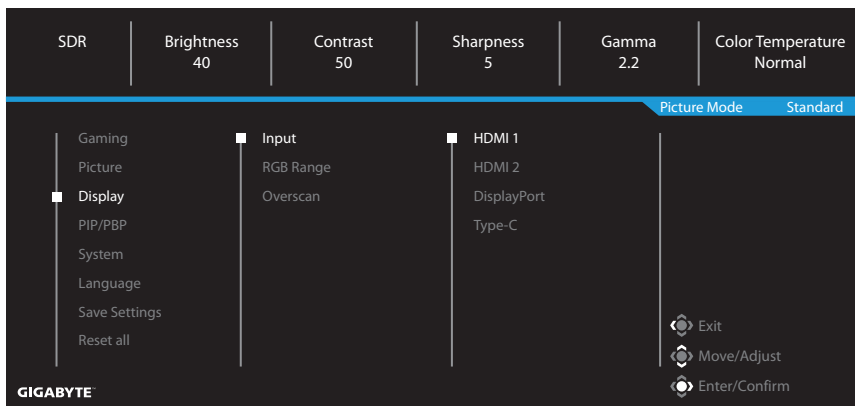 SDR
Brightness
40
Contrast
50
Sharpness
5
Gamma
2.2
Color Temperature
Normal
Picture Mode Standard
Gaming
Picture
Display
PIP/PBP
System
Language
Save Settings
Reset all
Input
RGB Range
Overscan
HDMI 1
HDMI 2
DisplayPort
Type-C
Exit
Move/Adjust
Enter/Confirm
GIGABYTE™